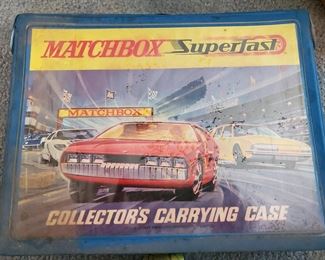 MATCHBOX Superfast
MATCHBOX
COLLECTOR'S CARRYING CASE